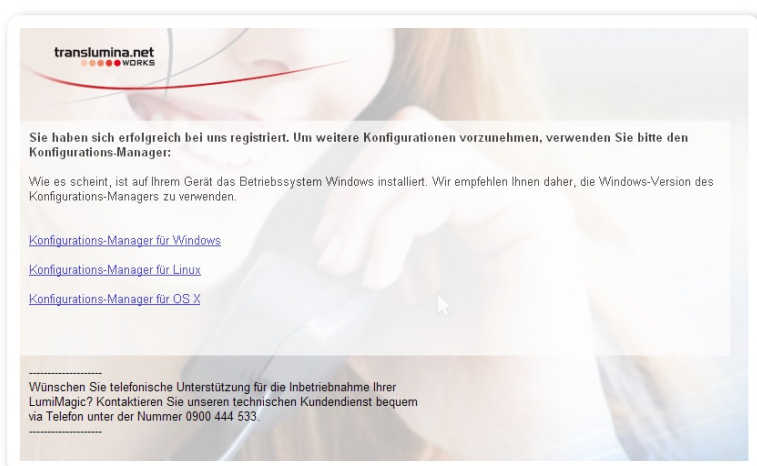 translumina.net
WORKS
Sie haben sich erfolgreich bei uns registriert. Um weitere Konfigurationen vorzunehmen, verwenden Sie bitte den
Konfigurations-Manager:
Wie es scheint, ist auf Ihrem Gerät das Betriebssystem Windows installiert. Wir empfehlen Ihnen daher, die Windows-Version des
Konfigurations-Managers zu verwenden.
Konfigurations-Manager für Windows
Konfigurations-Manager für Linux
Konfigurations-Manager für OS X
--------------------
Wünschen Sie telefonische Unterstützung für die Inbetriebnahme Ihrer
LumiMagic? Kontaktieren Sie unseren technischen Kundendienst bequem
via Telefon unter der Nummer 0900 444 533.
--------------------